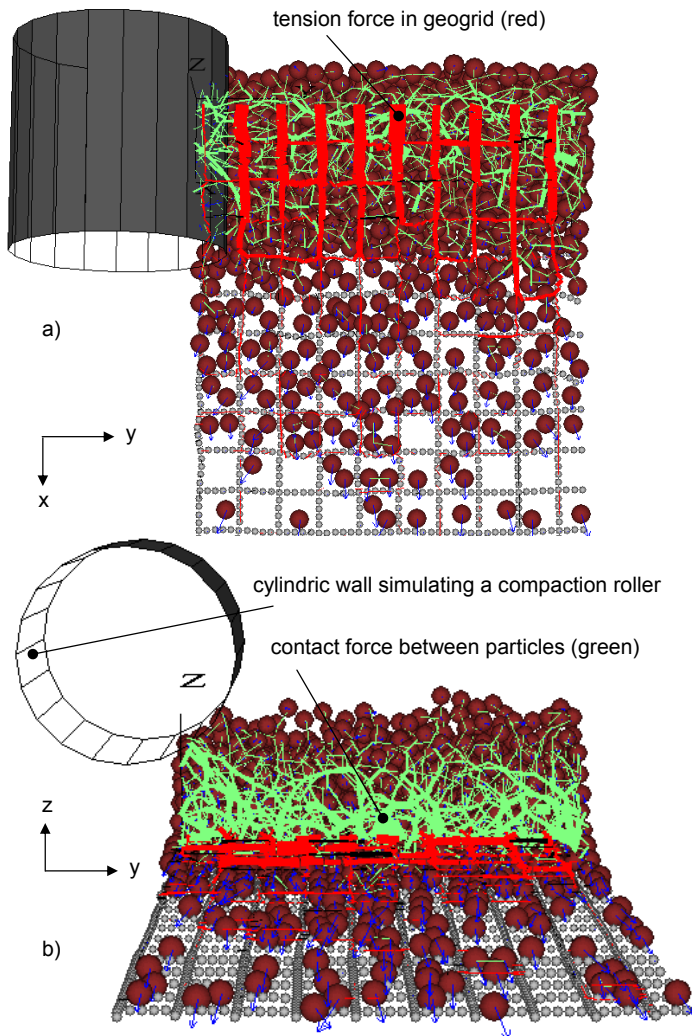 tension force in geogrid (red)
Z
a)
y
x
cylindric wall simulating a compaction roller
contact force between particles (green)
Z
z
y
b)